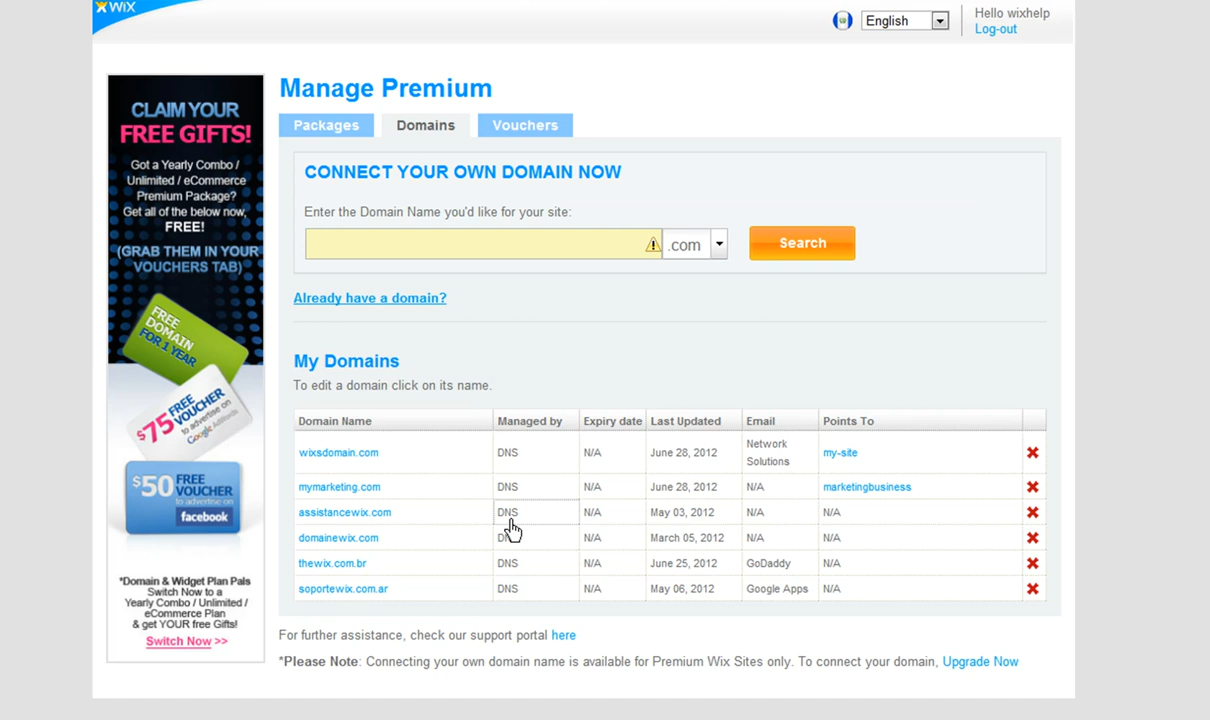 WiX
English
Hello wixhelp
Log-out
CLAIM YOUR
FREE GIFTS!
Got a Yearly Combo /
Unlimited / eCommerce
Premium Package?
Get all of the below now,
FREE!
(GRAB THEM IN YOUR
VOUCHERS TAB)
FREE
DOMAIN
FOR 1 YEAR
$75 FREE
VOUCHER
to advertise on
Google AdWords
$50 FREE
VOUCHER
to advertise on
facebook
*Domain & Widget Plan Pals
Switch Now to a
Yearly Combo / Unlimited /
eCommerce Plan
& get YOUR free Gifts!
Switch Now >>
Manage Premium
Packages Domains Vouchers
CONNECT YOUR OWN DOMAIN NOW
Enter the Domain Name you'd like for your site:
.com Search
Already have a domain?
My Domains
To edit a domain click on its name.
Domain Name Managed by Expiry date Last Updated Email Points To
wixsdomain.com DNS N/A June 28, 2012 Network Solutions my-site
mymarketing.com DNS N/A June 28, 2012 N/A marketingbusiness
assistancewix.com DNS N/A May 03, 2012 N/A N/A
domainewix.com DNS N/A March 05, 2012 N/A N/A
thewix.com.br DNS N/A June 25, 2012 GoDaddy N/A
soportewix.com.ar DNS N/A May 06, 2012 Google Apps N/A
For further assistance, check our support portal here
*Please Note: Connecting your own domain name is available for Premium Wix Sites only. To connect your domain, Upgrade Now